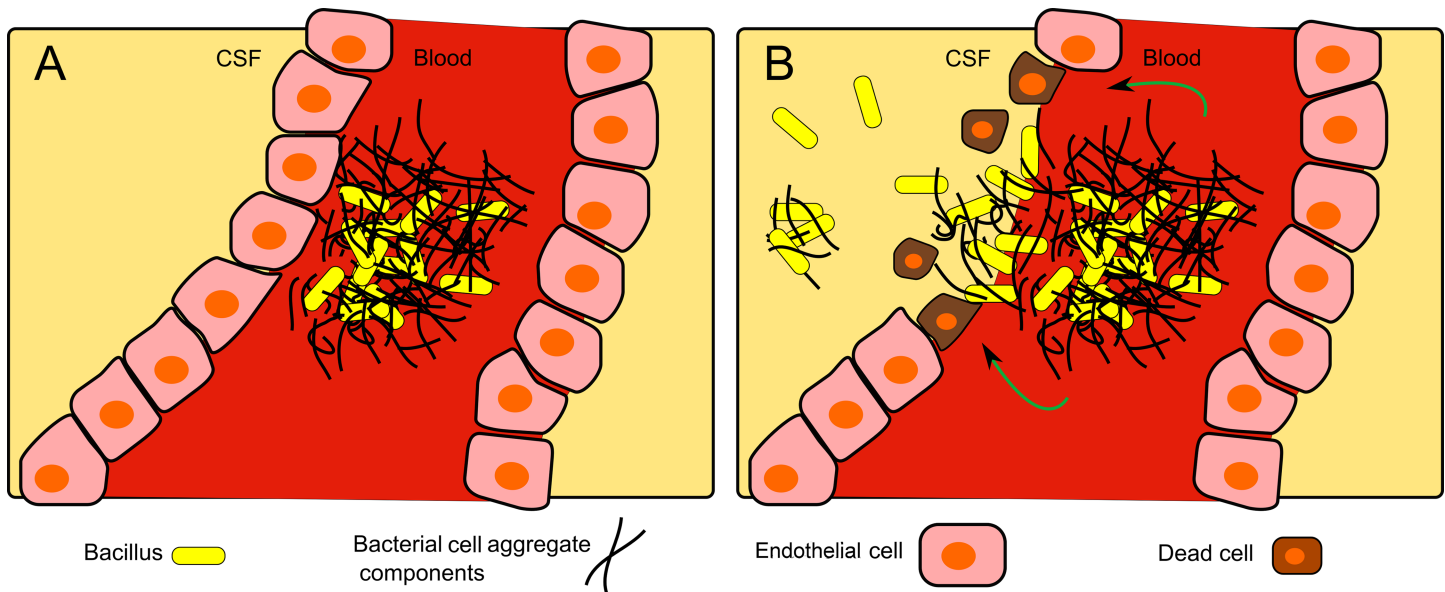 A
CSF
Blood
B
CSF
Blood
Bacillus
Bacterial cell aggregate
components
Endothelial cell
Dead cell